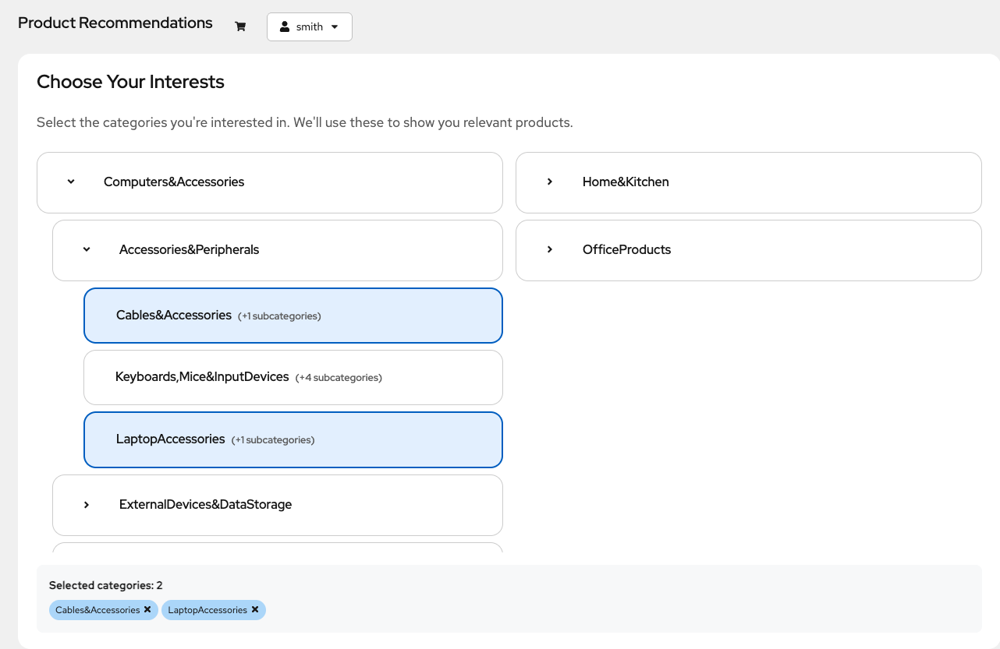 Product Recommendations
smith
Choose Your Interests
Select the categories you're interested in. We'll use these to show you relevant products.
Computers&Accessories
Home&Kitchen
Accessories&Peripherals
OfficeProducts
Cables&Accessories (+1 subcategories)
Keyboards,Mice&InputDevices (+4 subcategories)
LaptopAccessories (+1 subcategories)
ExternalDevices&DataStorage
Selected categories: 2
Cables&Accessories LaptopAccessories